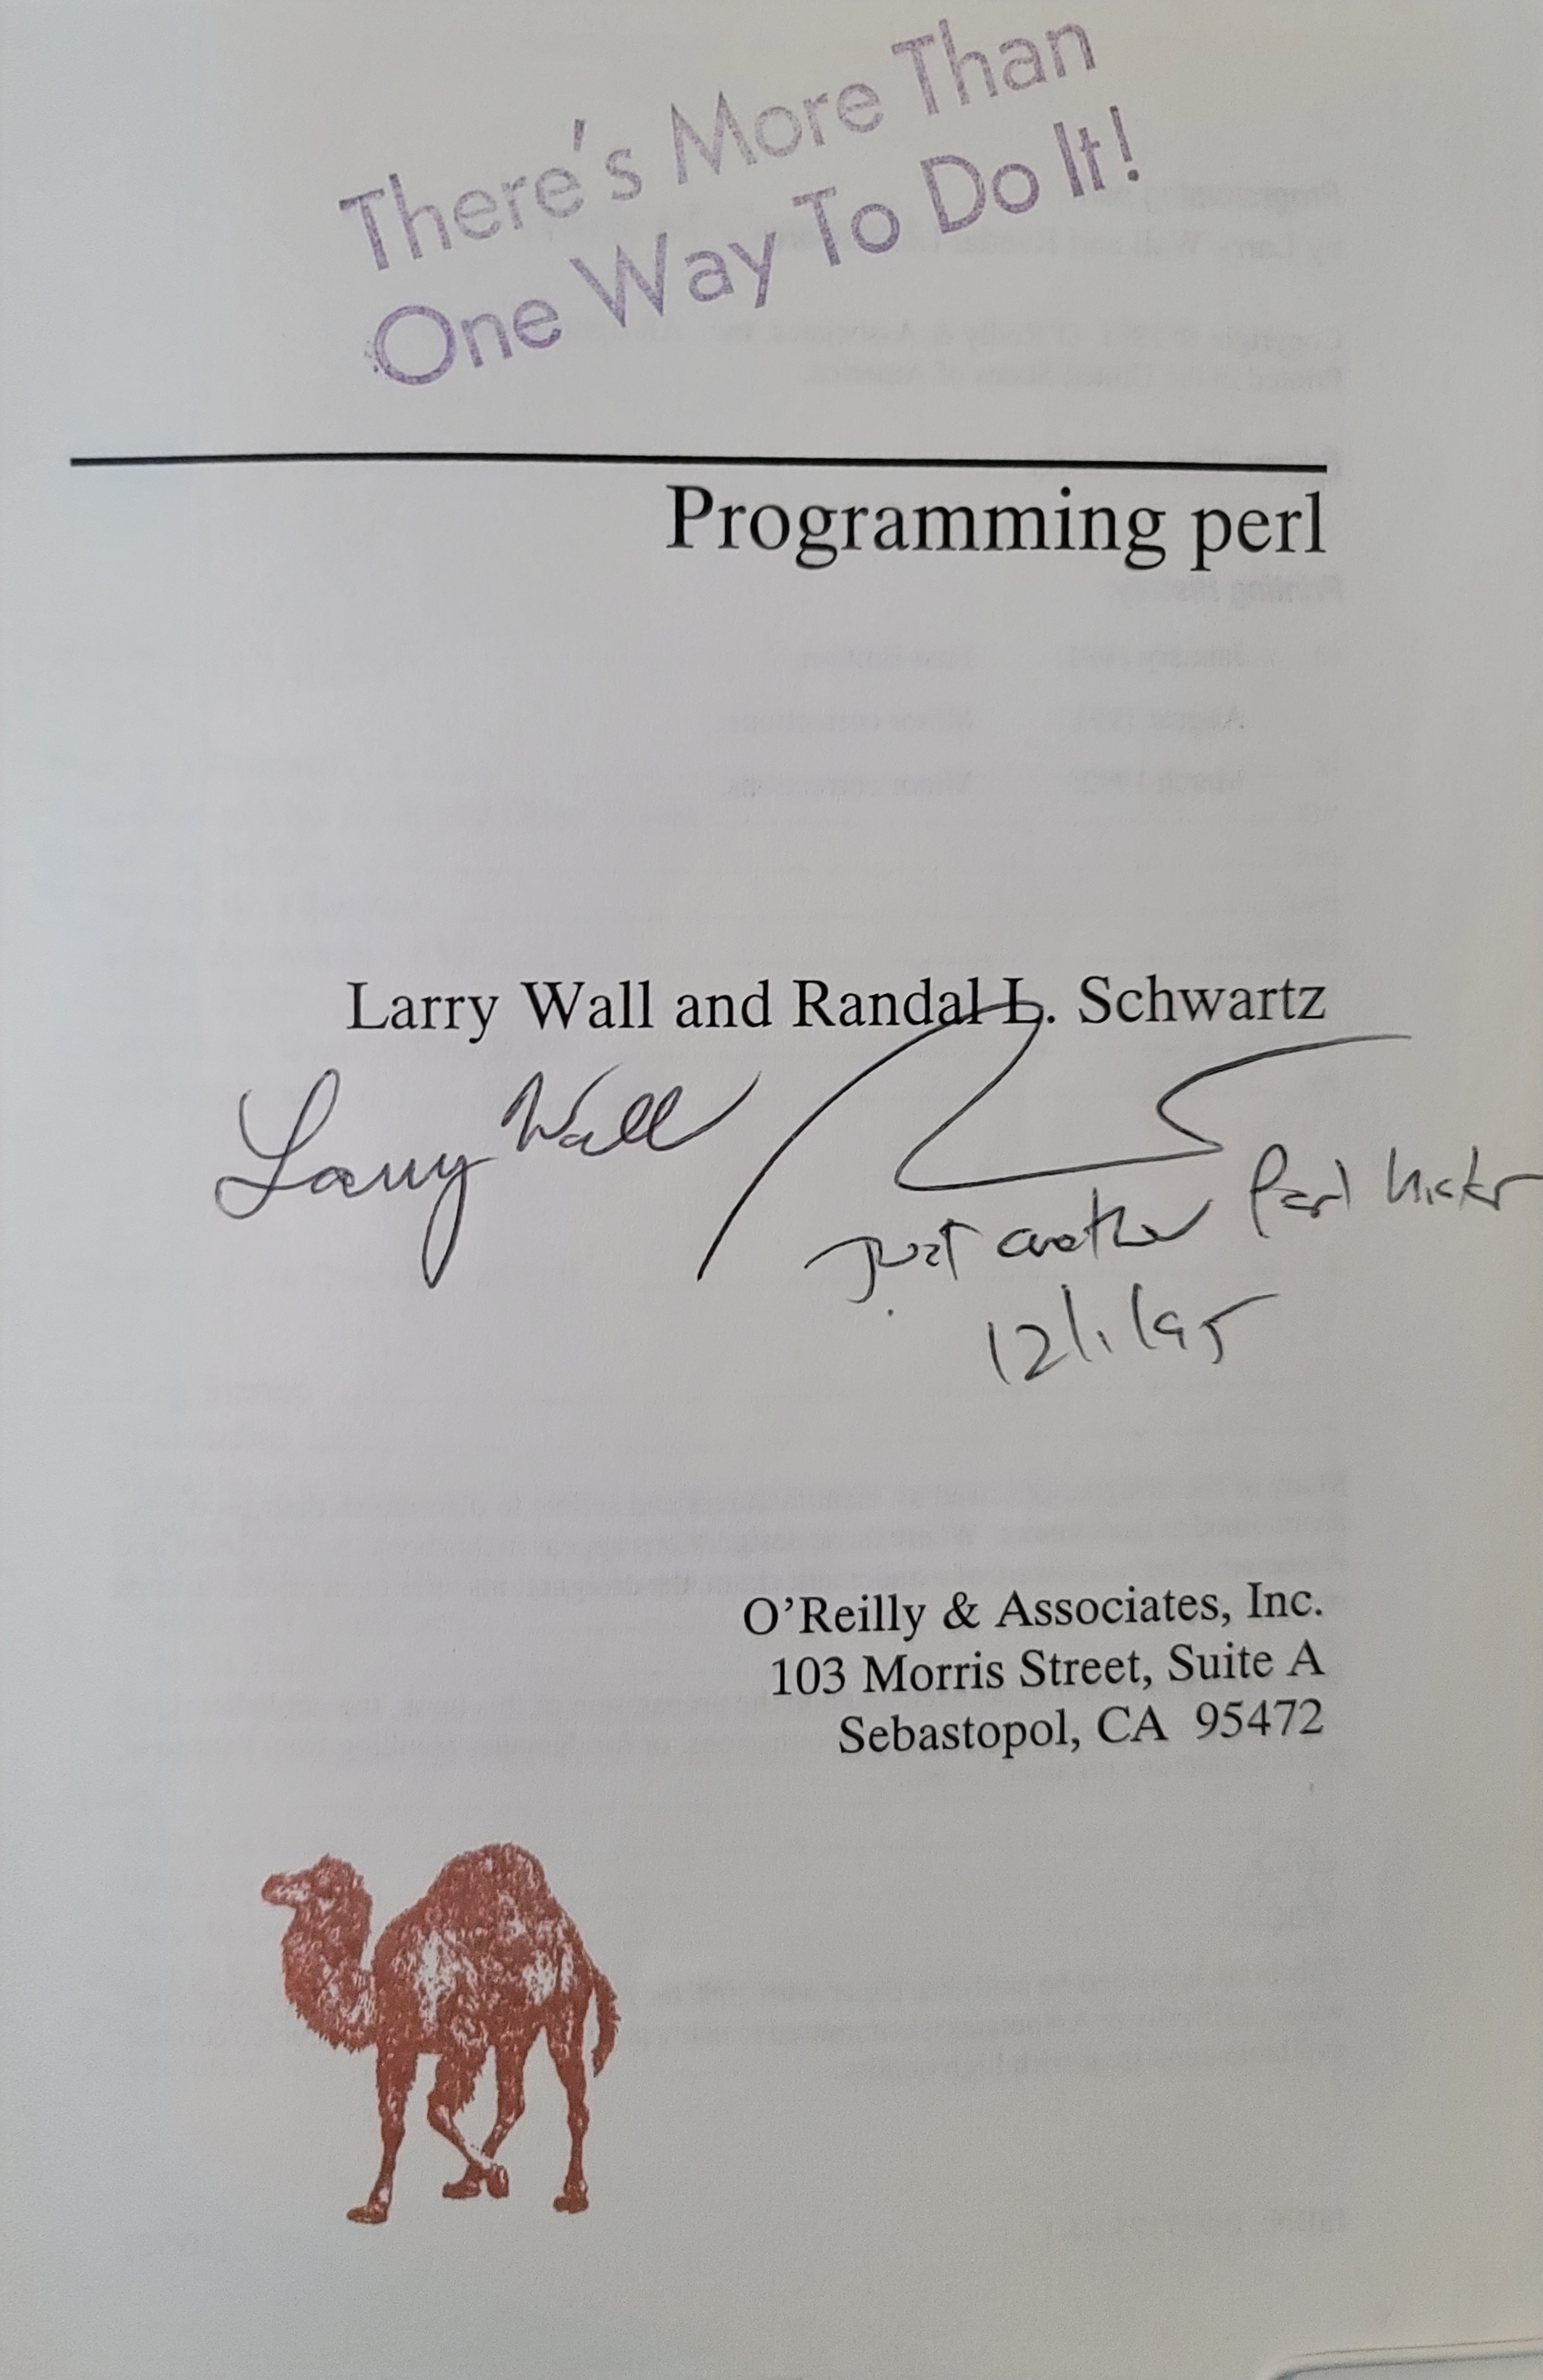 There's More Than
One Way To Do It!
Programming perl
Larry Wall and Randal L. Schwartz
Larry Wall
Just another Perl hacker
12/1/95
O'Reilly & Associates, Inc.
103 Morris Street, Suite A
Sebastopol, CA 95472